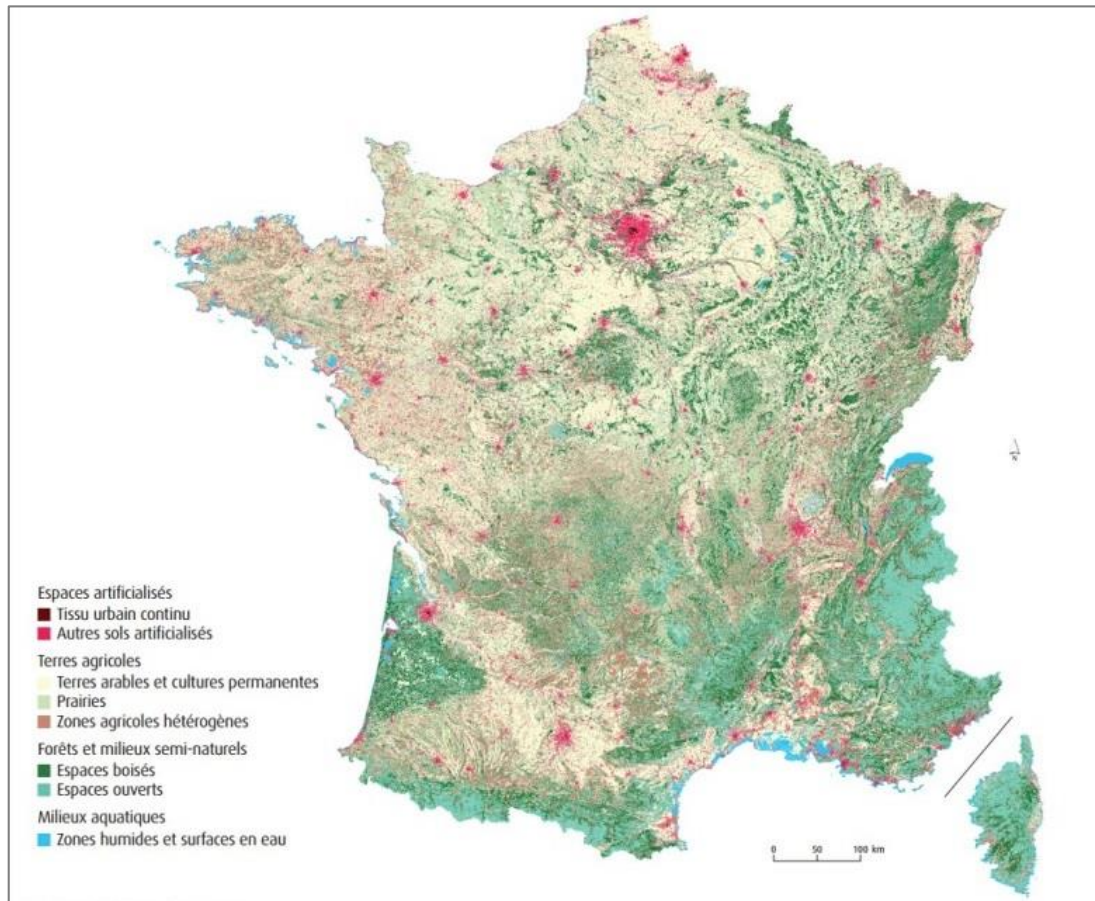 N
Espaces artificialisés
Tissu urbain continu
Autres sols artificialisés
Terres agricoles
Terres arables et cultures permanentes
Prairies
Zones agricoles hétérogènes
Forêts et milieux semi-naturels
Espaces boisés
Espaces ouverts
Milieux aquatiques
Zones humides et surfaces en eau
0 50 100 km